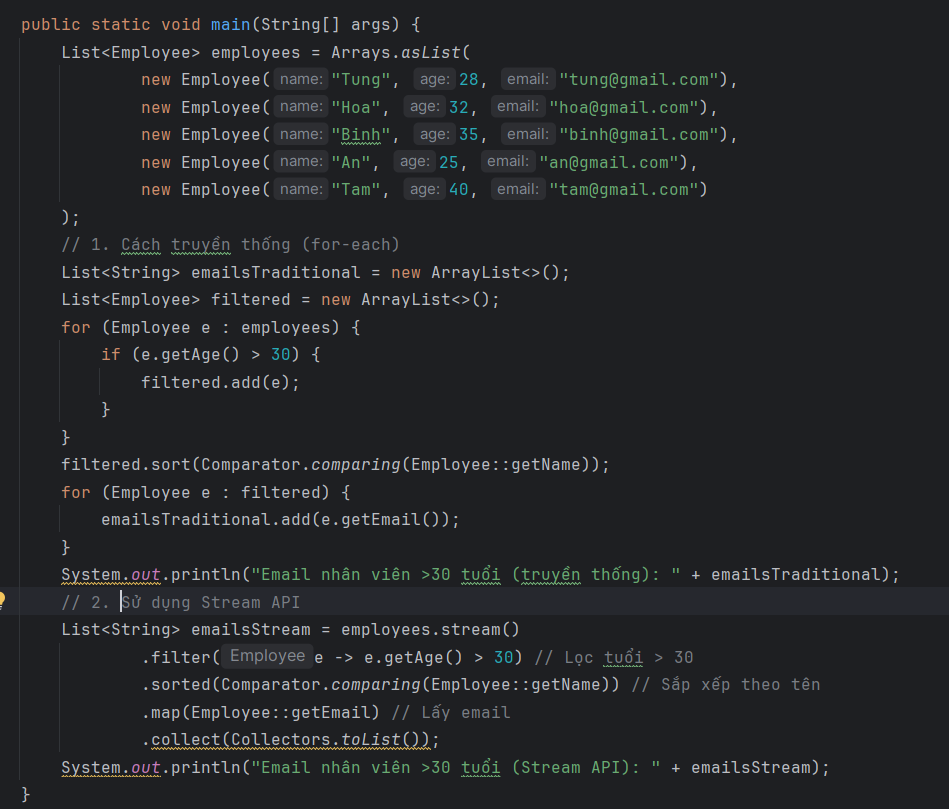 public static void main(String[] args) {
List<Employee> employees = Arrays.asList(
new Employee( name: "Tung", age: 28, email: "tung@gmail.com"),
new Employee( name: "Hoa", age: 32, email: "hoa@gmail.com"),
new Employee( name: "Binh", age: 35, email: "binh@gmail.com"),
new Employee( name: "An", age: 25, email: "an@gmail.com"),
new Employee( name: "Tam", age: 40, email: "tam@gmail.com")
);
// 1. Cách truyền thống (for-each)
List<String> emailsTraditional = new ArrayList<>();
List<Employee> filtered = new ArrayList<>();
for (Employee e : employees) {
if (e.getAge() > 30) {
filtered.add(e);
}
}
filtered.sort(Comparator.comparing(Employee::getName));
for (Employee e : filtered) {
emailsTraditional.add(e.getEmail());
}
System.out.println("Email nhân viên >30 tuổi (truyền thống): " + emailsTraditional);
// 2. Sử dụng Stream API
List<String> emailsStream = employees.stream()
.filter( Employee e -> e.getAge() > 30) // Lọc tuổi > 30
.sorted(Comparator.comparing(Employee::getName)) // Sắp xếp theo tên
.map(Employee::getEmail) // Lấy email
.collect(Collectors.toList());
System.out.println("Email nhân viên >30 tuổi (Stream API): " + emailsStream);
}